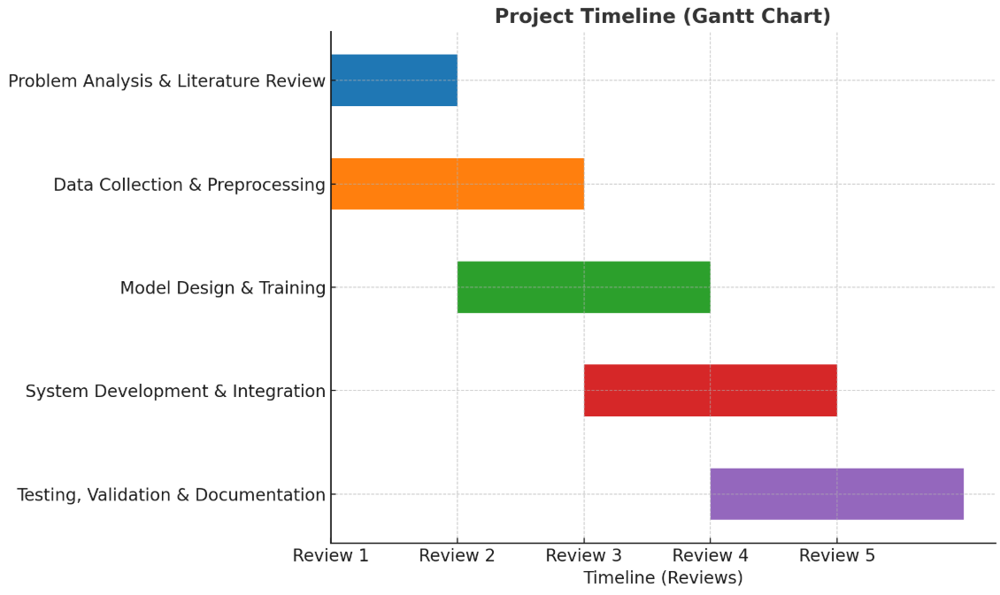 Project Timeline (Gantt Chart)
Problem Analysis & Literature Review
Data Collection & Preprocessing
Model Design & Training
System Development & Integration
Testing, Validation & Documentation
Review 1 Review 2 Review 3 Review 4 Review 5
Timeline (Reviews)